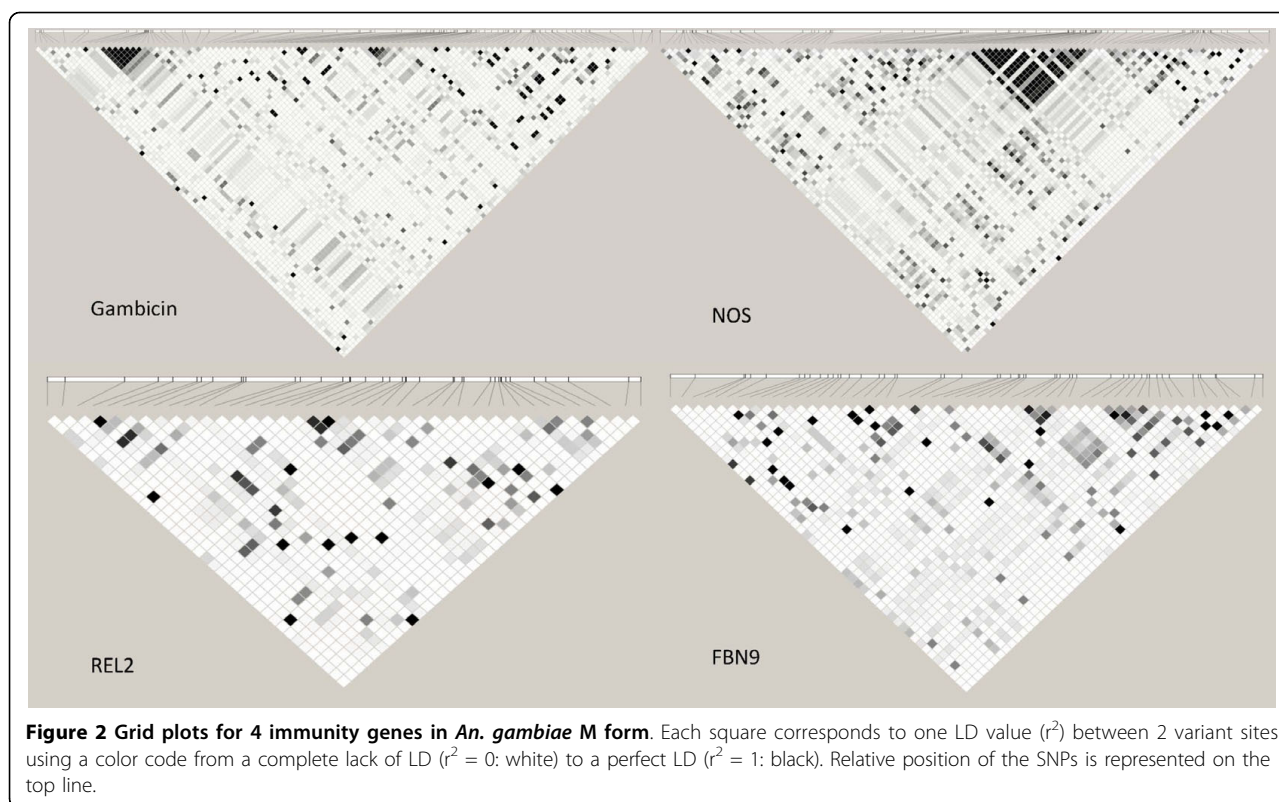 Gambicin
NOS
REL2
FBN9
Figure 2 Grid plots for 4 immunity genes in An. gambiae M form. Each square corresponds to one LD value (r²) between 2 variant sites
using a color code from a complete lack of LD (r² = 0: white) to a perfect LD (r² = 1: black). Relative position of the SNPs is represented on the
top line.